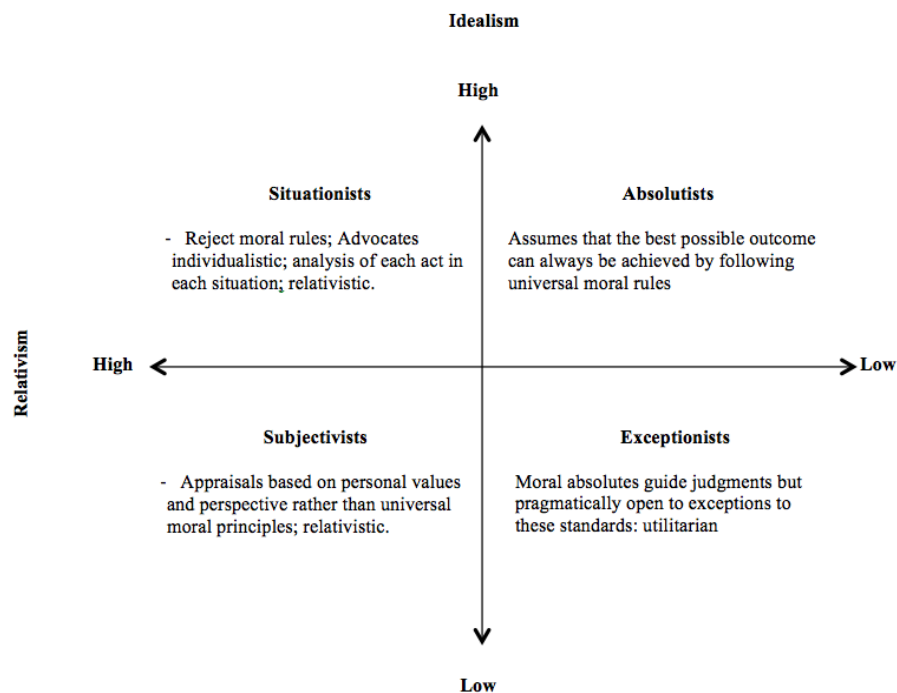 Idealism
High
Situationists
- Reject moral rules; Advocates
individualistic; analysis of each act in
each situation; relativistic.
Absolutists
Assumes that the best possible outcome
can always be achieved by following
universal moral rules
Relativism
High
Low
Subjectivists
- Appraisals based on personal values
and perspective rather than universal
moral principles; relativistic.
Exceptionists
Moral absolutes guide judgments but
pragmatically open to exceptions to
these standards: utilitarian
Low